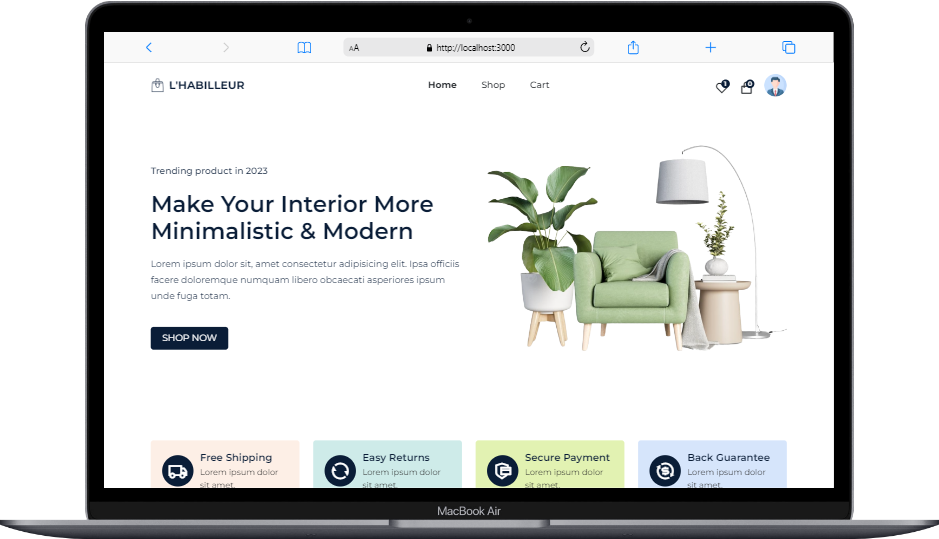 AA
http://localhost:3000
L'HABILLEUR
Home
Shop
Cart
1
0
Trending product in 2023
Make Your Interior More
Minimalistic & Modern
Lorem ipsum dolor sit, amet consectetur adipisicing elit. Ipsa officiis
facere doloremque numquam libero obcaecati asperiores ipsum
unde fuga totam.
SHOP NOW
Free Shipping
Lorem ipsum dolor
sit amet.
Easy Returns
Lorem ipsum dolor
sit amet.
Secure Payment
Lorem ipsum dolor
sit amet.
Back Guarantee
Lorem ipsum dolor
sit amet.
MacBook Air